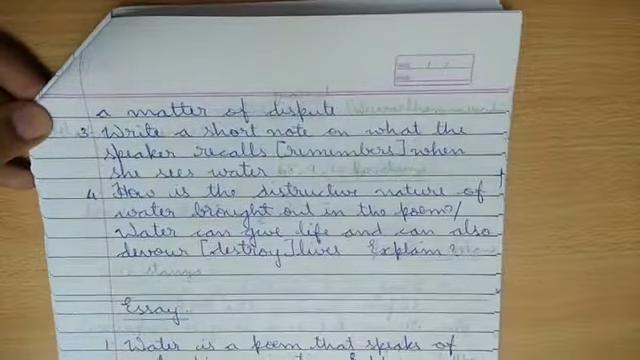 a matter of dispute
3. Write a short note on what the
speaker recalls [remembers] when
she sees water
4. How is the distructive nature of
water brought out in the poem/
Water can give life and can also
devour [destroy] lives Explain?
Essay.
1. Water is a poem that speaks of